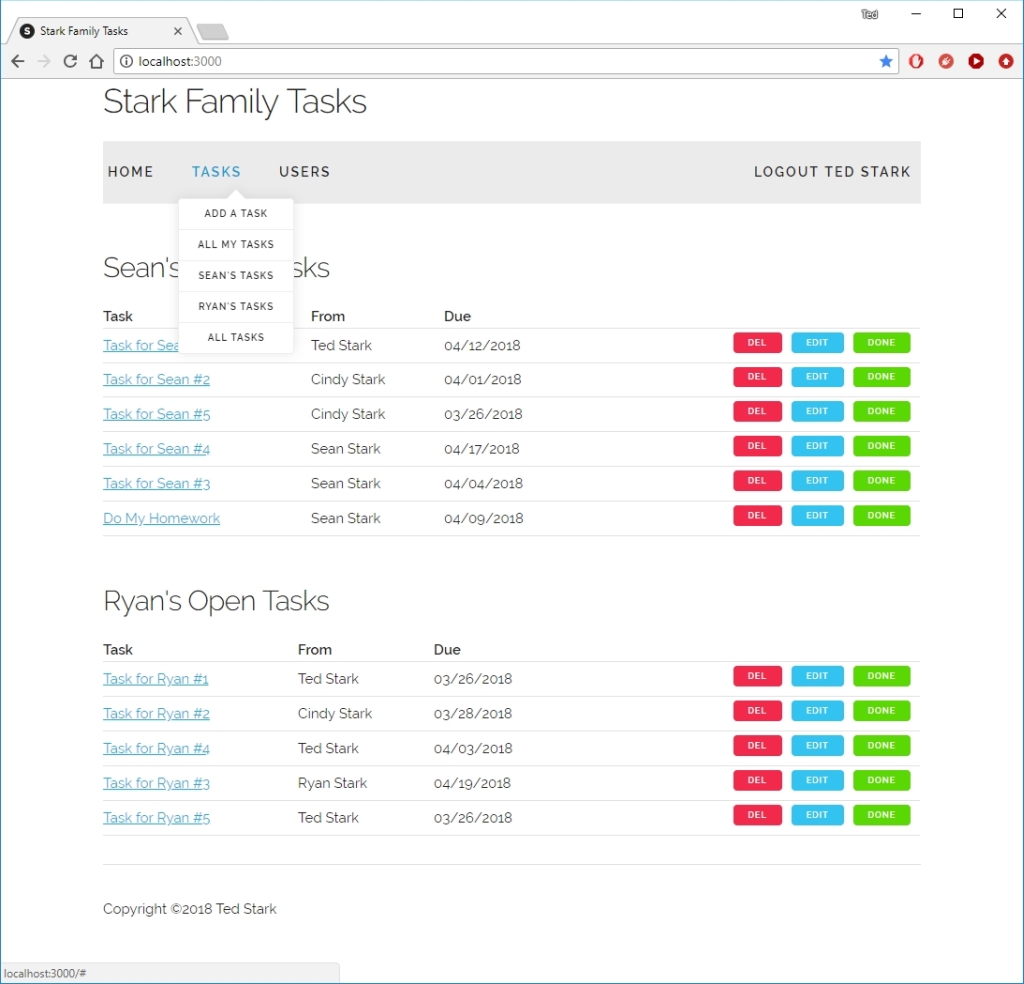 Ted
Stark Family Tasks
localhost:3000
Stark Family Tasks
HOME TASKS USERS LOGOUT TED STARK
ADD A TASK
ALL MY TASKS
SEAN'S TASKS
RYAN'S TASKS
ALL TASKS
Sean's sks
Task From Due
Task for Sea Ted Stark 04/12/2018 DEL EDIT DONE
Task for Sean #2 Cindy Stark 04/01/2018 DEL EDIT DONE
Task for Sean #5 Cindy Stark 03/26/2018 DEL EDIT DONE
Task for Sean #4 Sean Stark 04/17/2018 DEL EDIT DONE
Task for Sean #3 Sean Stark 04/04/2018 DEL EDIT DONE
Do My Homework Sean Stark 04/09/2018 DEL EDIT DONE
Ryan's Open Tasks
Task From Due
Task for Ryan #1 Ted Stark 03/26/2018 DEL EDIT DONE
Task for Ryan #2 Cindy Stark 03/28/2018 DEL EDIT DONE
Task for Ryan #4 Ted Stark 04/03/2018 DEL EDIT DONE
Task for Ryan #3 Ryan Stark 04/19/2018 DEL EDIT DONE
Task for Ryan #5 Ted Stark 03/26/2018 DEL EDIT DONE
Copyright ©2018 Ted Stark
localhost:3000/#